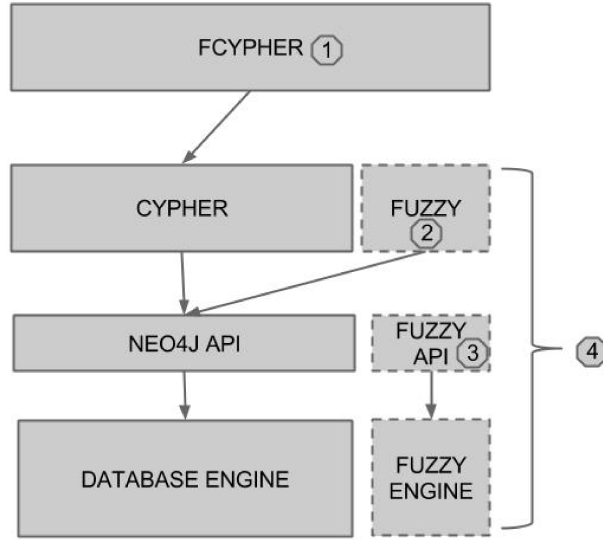 FCYPHER 1
CYPHER
FUZZY
2
NEO4J API
FUZZY
API 3
4
DATABASE ENGINE
FUZZY
ENGINE